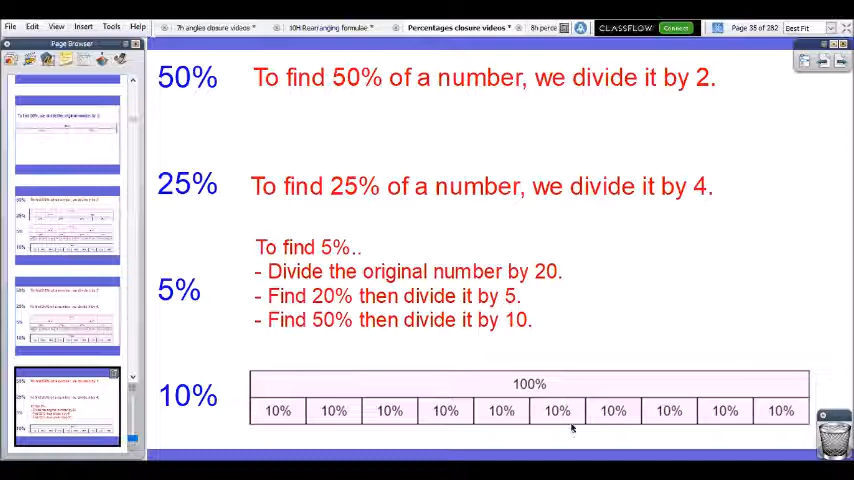 File Edit View Insert Tools Help
7h angles closure videos*
10H Rearranging formulae *
Percentages closure videos*
8h perce
CLASSFLOW
Connect
Page 35 of 282
Best Fit
Page Browser
50% To find 50% of a number, we divide it by 2.
25% To find 25% of a number, we divide it by 4.
To find 5%..
- Divide the original number by 20.
5%
- Find 20% then divide it by 5.
- Find 50% then divide it by 10.
10%
100%
10% 10% 10% 10% 10% 10% 10% 10% 10% 10%